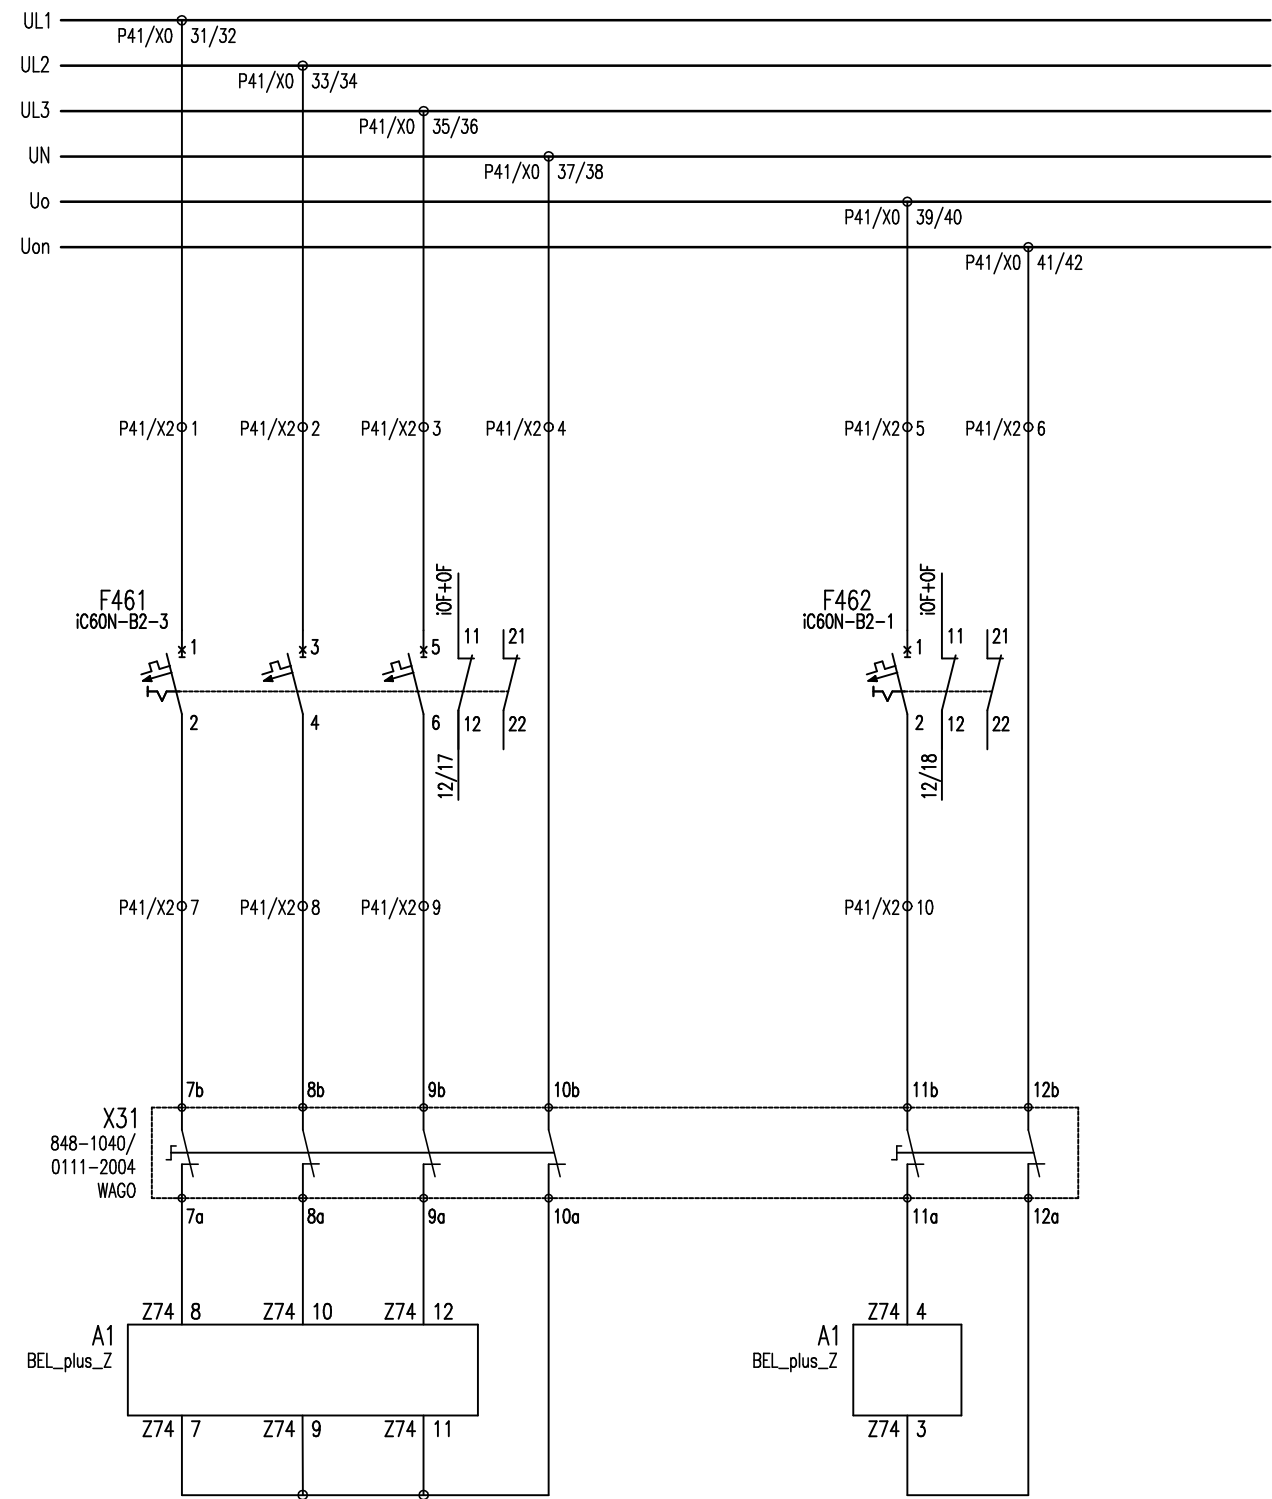 UL1
P41/X0 31/32
UL2
P41/X0 33/34
UL3
P41/X0 35/36
UN
P41/X0 37/38
Uo
P41/X0 39/40
Uon
P41/X0 41/42
P41/X2 1 P41/X2 2 P41/X2 3 P41/X2 4 P41/X2 5 P41/X2 6
F461
iC60N-B2-3
1 3 5
iOF+OF
11 21
2 4 6 12 22
12/17
F462
iC60N-B2-1
1
iOF+OF
11 21
2 12 22
12/18
P41/X2 7 P41/X2 8 P41/X2 9 P41/X2 10
7b 8b 9b 10b 11b 12b
X31
848-1040/
0111-2004
WAGO
7a 8a 9a 10a 11a 12a
Z74 8 Z74 10 Z74 12
A1
BEL_plus_Z
Z74 7 Z74 9 Z74 11
Z74 4
A1
BEL_plus_Z
Z74 3